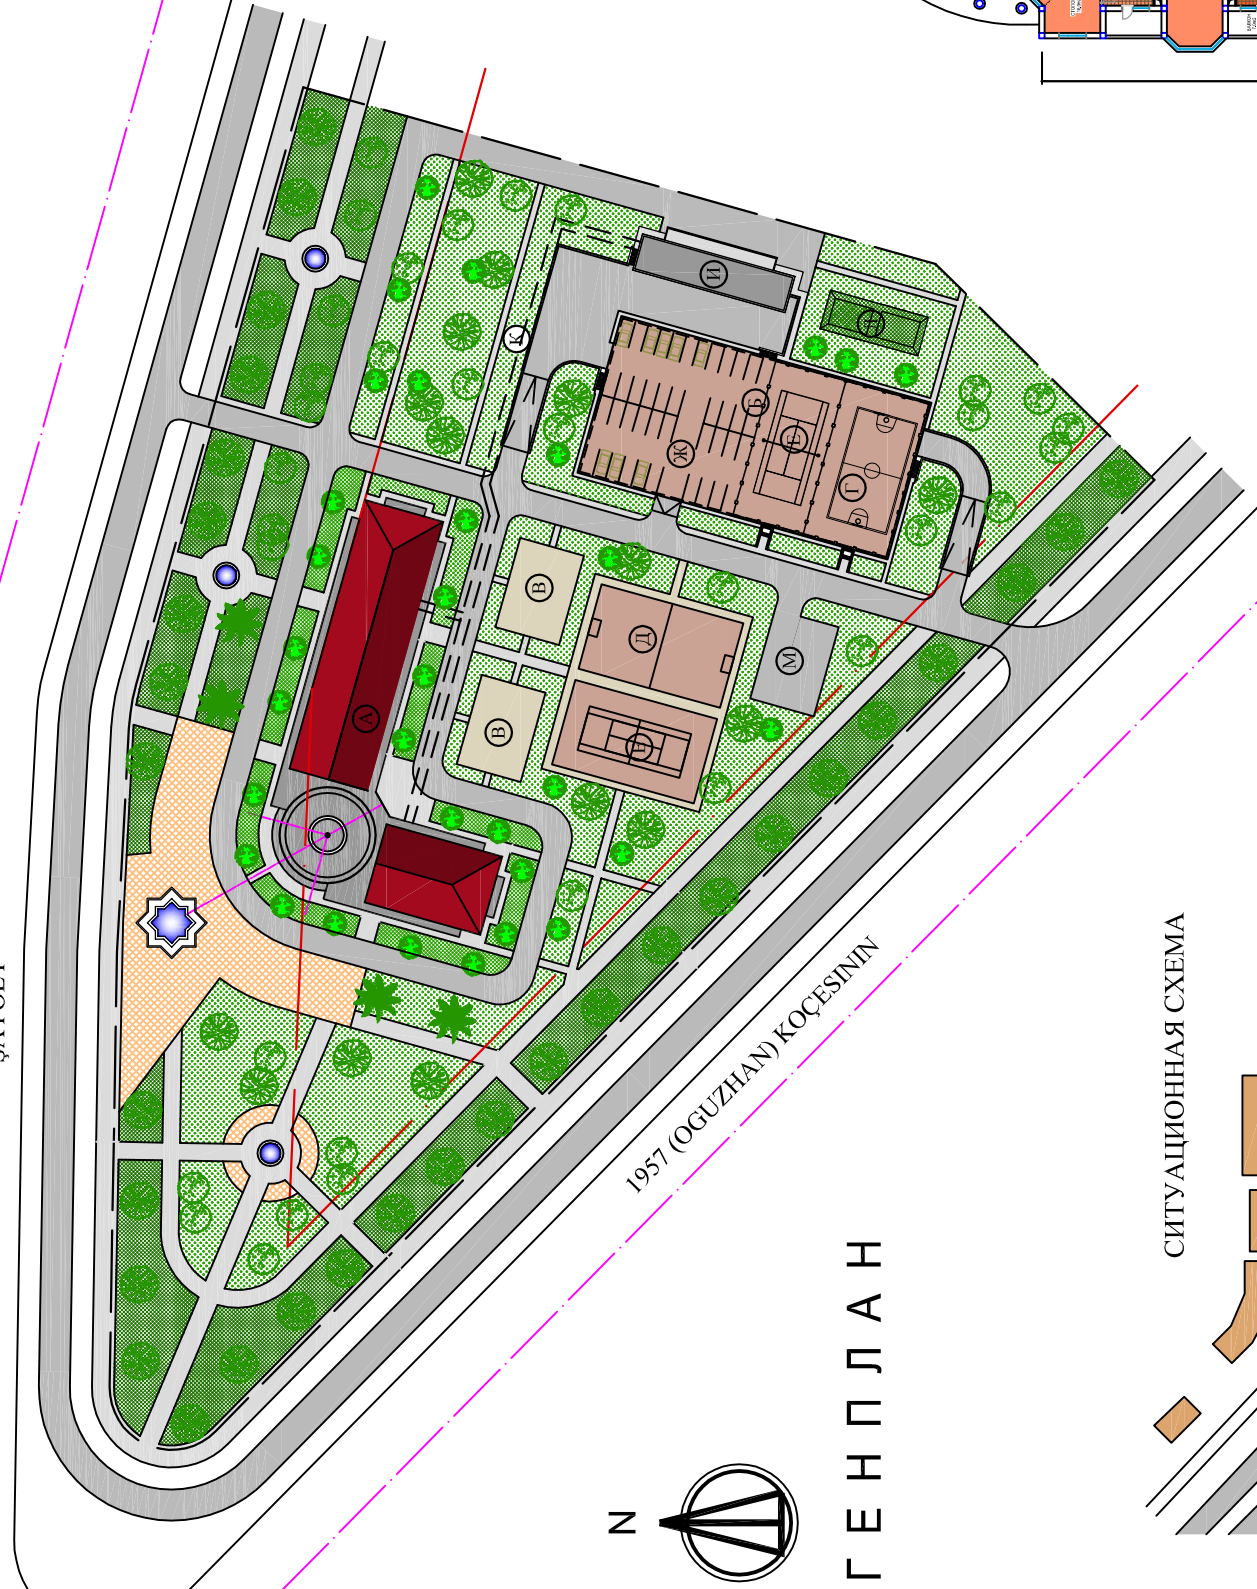 ГЕНПЛАН
N
1957 (OGUZHAN) KOÇESININ
СИТУАЦИОННАЯ СХЕМА
А
Б
В
В
Г
Д
Е
Ж
И
К
М
Н